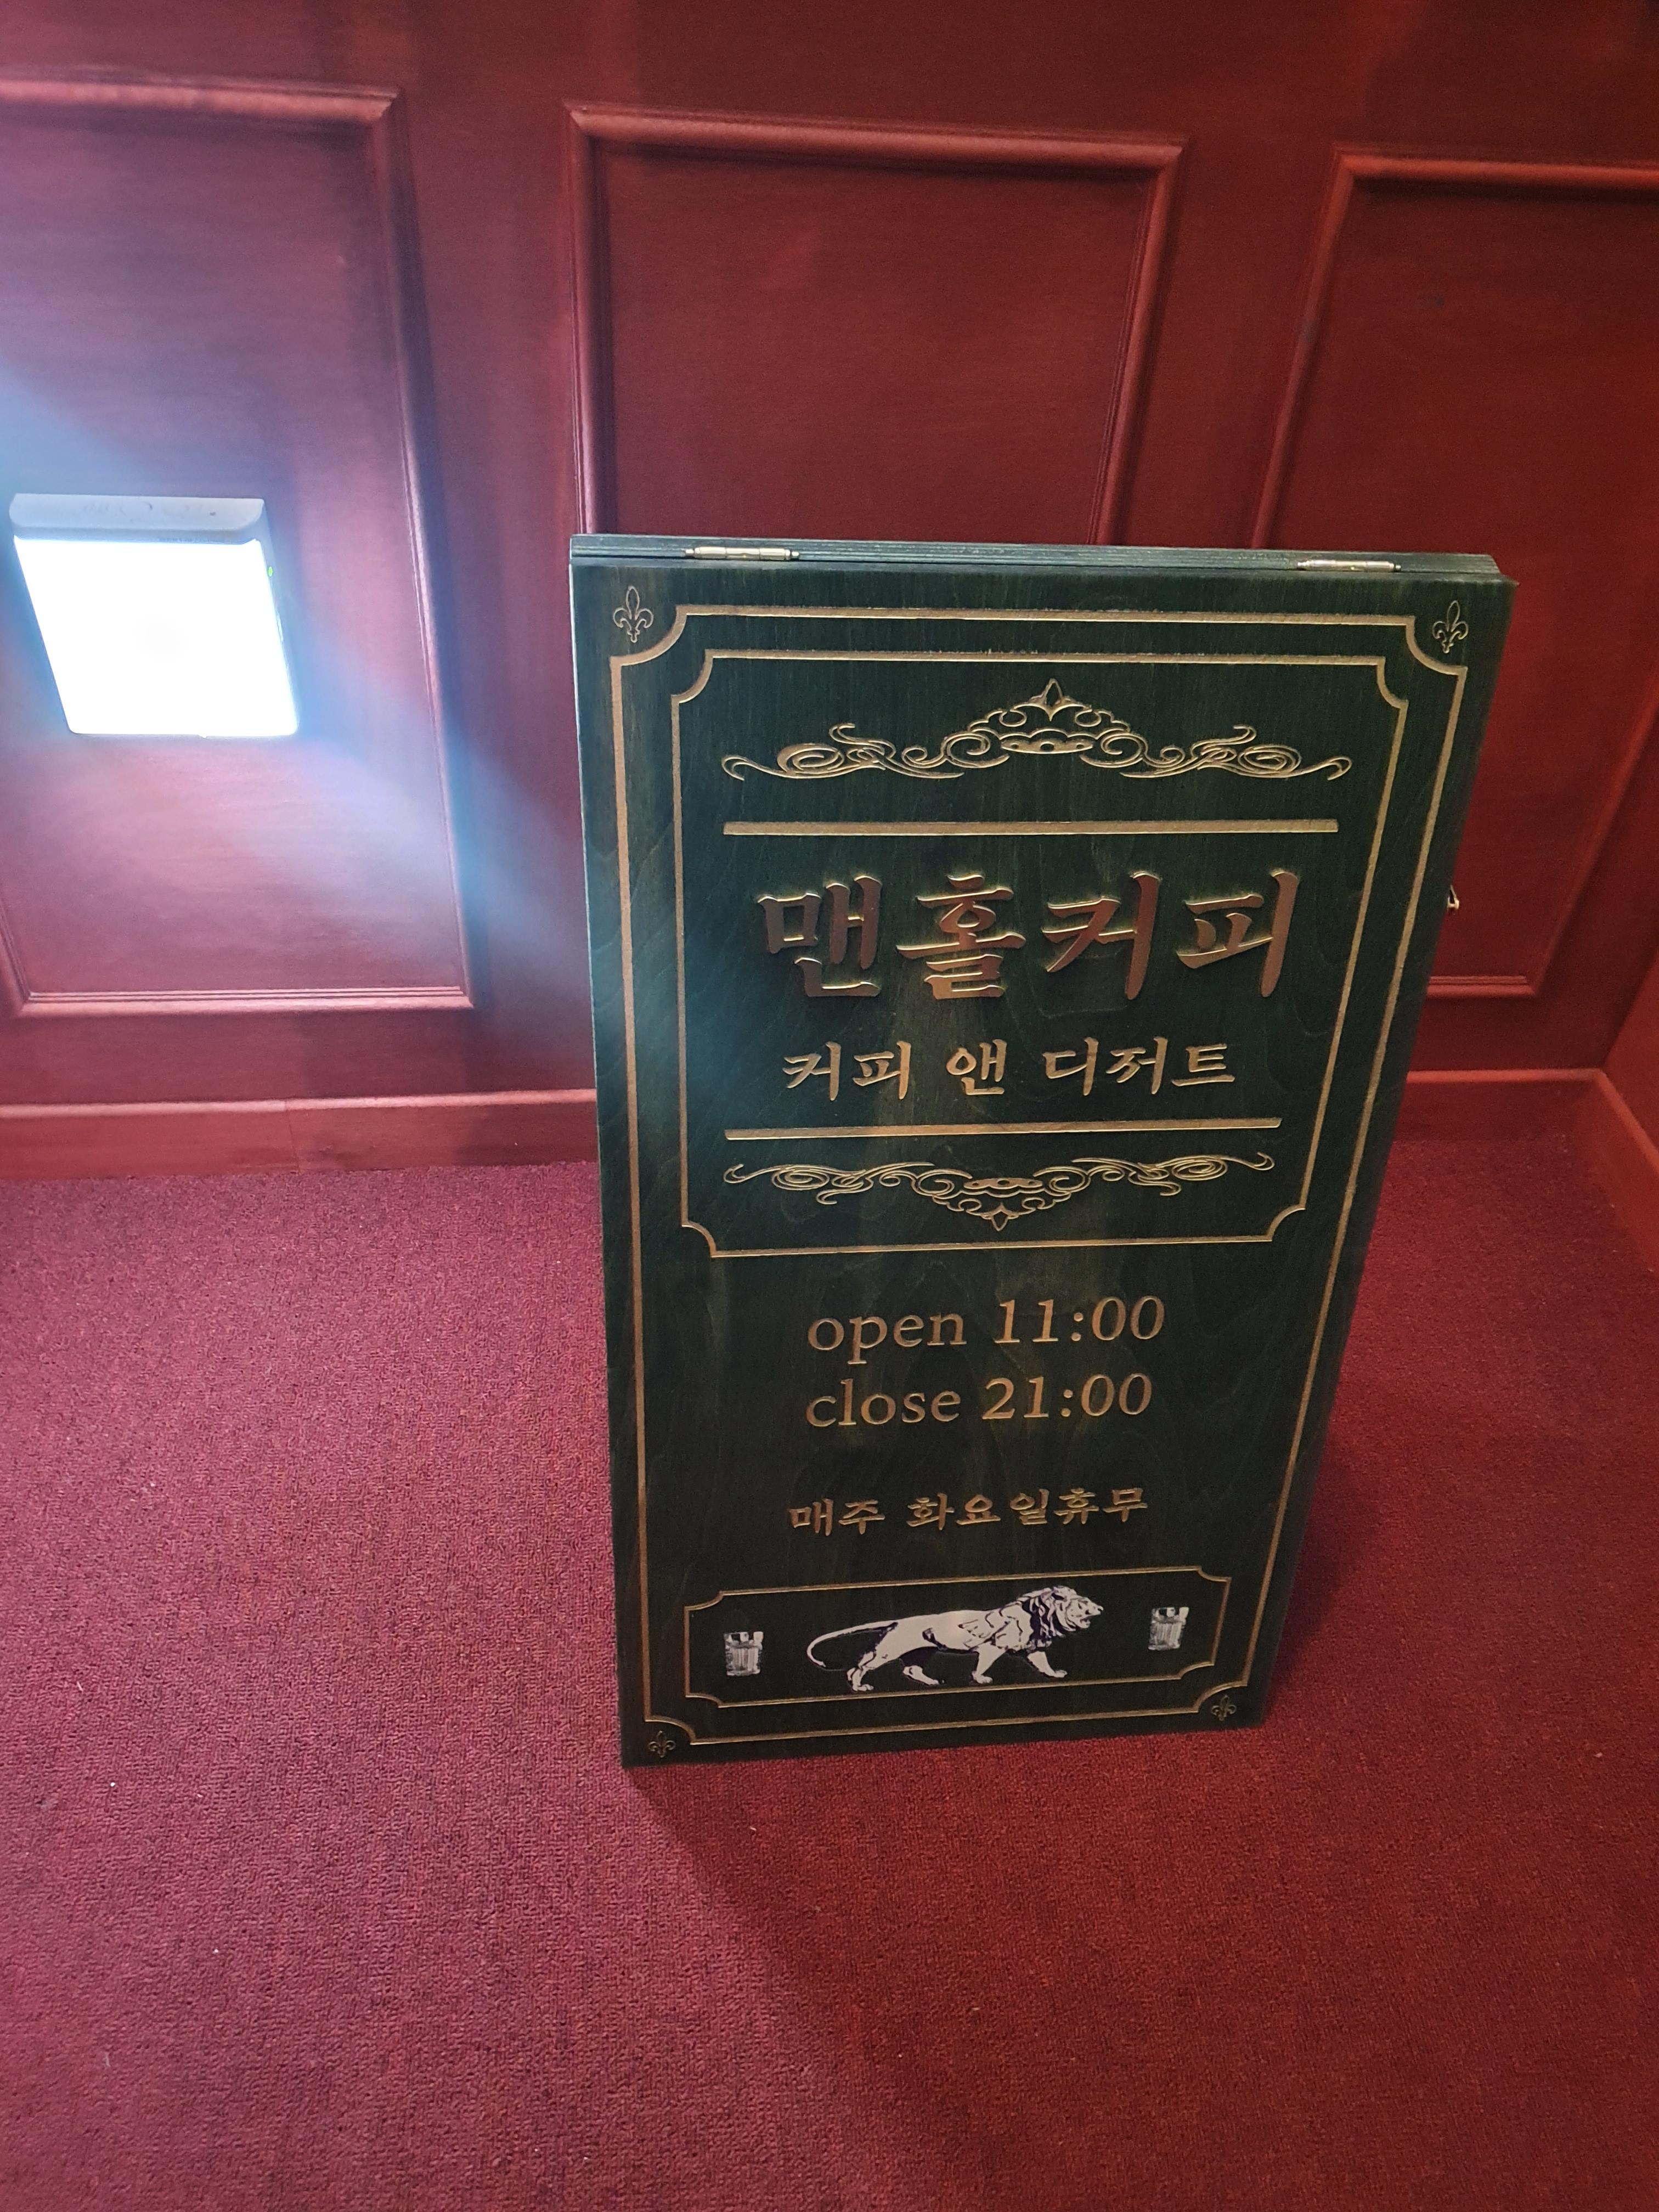 맨홀커피
커피 앤 디저트
open 11:00
close 21:00
매주 화요일휴무